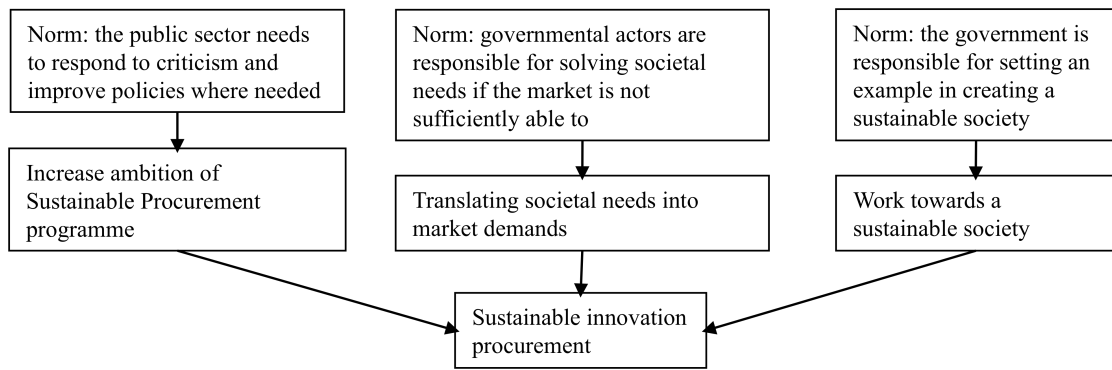 Norm: the public sector needs
to respond to criticism and
improve policies where needed
Norm: governmental actors are
responsible for solving societal
needs if the market is not
sufficiently able to
Norm: the government is
responsible for setting an
example in creating a
sustainable society
Increase ambition of
Sustainable Procurement
programme
Translating societal needs into
market demands
Work towards a
sustainable society
Sustainable innovation
procurement